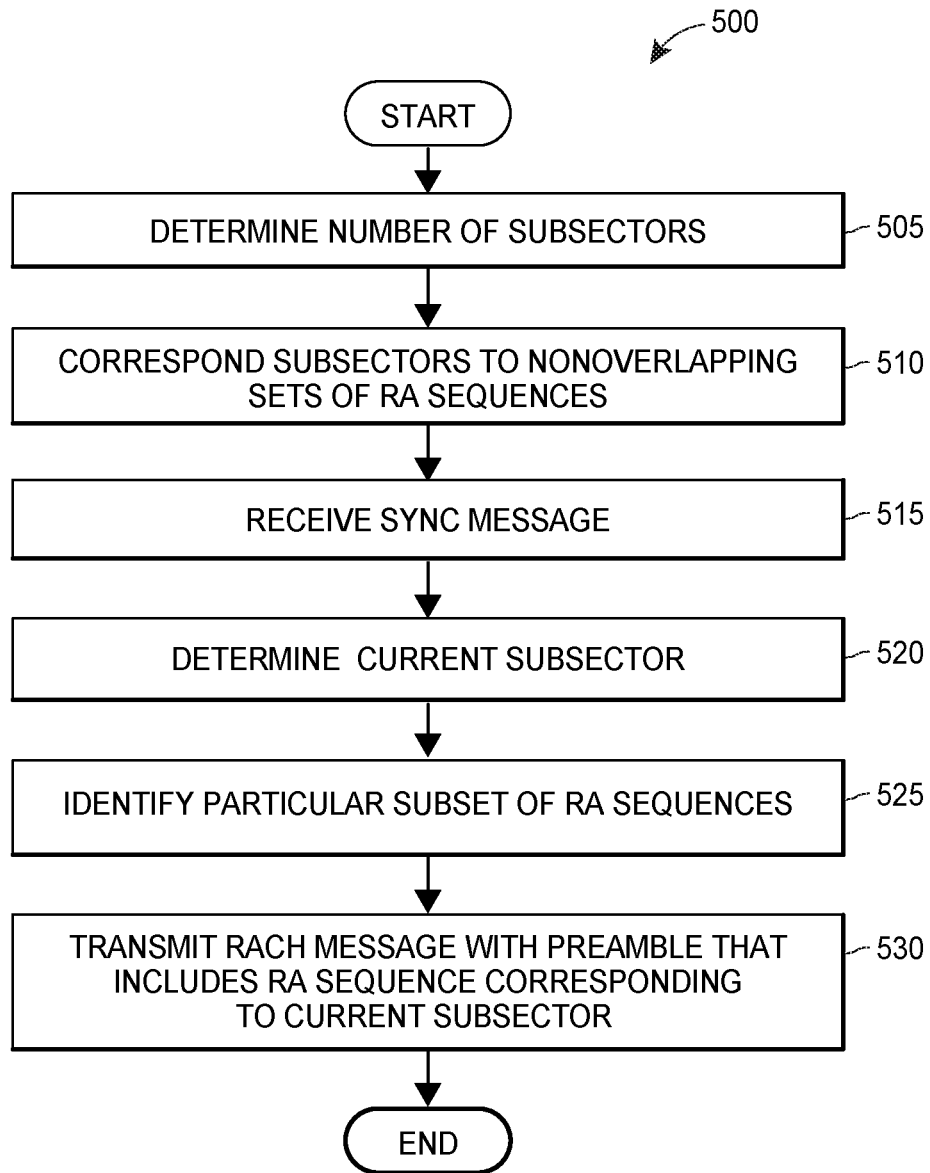 500
START
DETERMINE NUMBER OF SUBSECTORS
505
CORRESPOND SUBSECTORS TO NONOVERLAPPING
SETS OF RA SEQUENCES
510
RECEIVE SYNC MESSAGE
515
DETERMINE CURRENT SUBSECTOR
520
IDENTIFY PARTICULAR SUBSET OF RA SEQUENCES
525
TRANSMIT RACH MESSAGE WITH PREAMBLE THAT
INCLUDES RA SEQUENCE CORRESPONDING
TO CURRENT SUBSECTOR
530
END